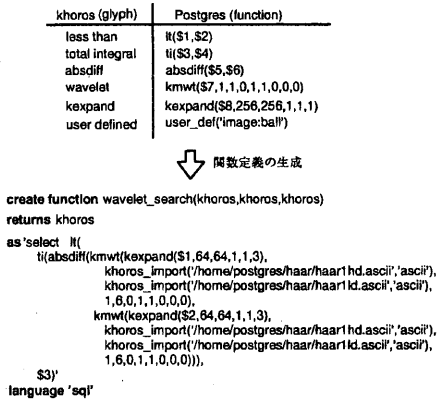 khoros (glyph) Postgres (function)
less than lt($1,$2)
total integral ti($3,$4)
absdiff absdiff($5,$6)
wavelet kmwt($7,1,1,0,1,1,0,0,0)
kexpand kexpand($8,256,256,1,1,1)
user defined user_def('image:ball')
関数定義の生成
create function wavelet_search(khoros,khoros,khoros)
returns khoros
as 'select lt(
ti(absdiff(kmwt(kexpand($1,64,64,1,1,3),
khoros_import('/home/postgres/haar/haar1hd.ascii','ascii'),
khoros_import('/home/postgres/haar/haar1ld.ascii','ascii'),
1,6,0,1,1,0,0,0),
kmwt(kexpand($2,64,64,1,1,3),
khoros_import('/home/postgres/haar/haar1hd.ascii','ascii'),
khoros_import('/home/postgres/haar/haar1ld.ascii','ascii'),
1,6,0,1,1,0,0,0))),
$3)'
language 'sql'